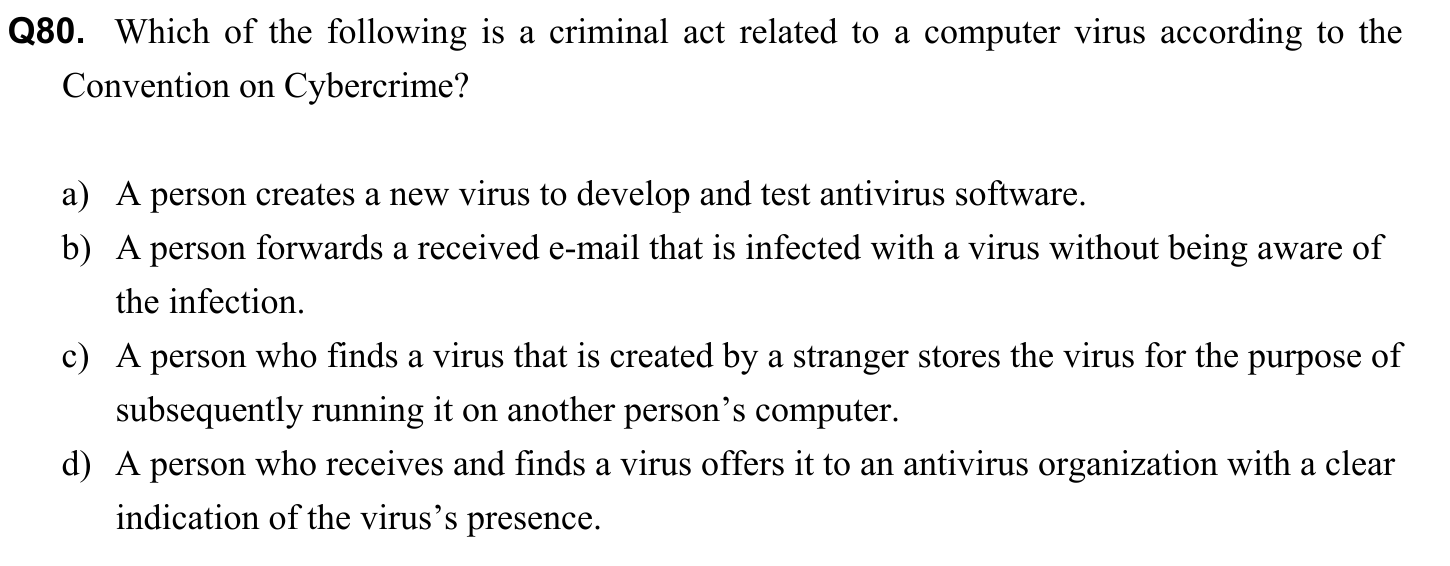 Q80. Which of the following is a criminal act related to a computer virus according to the
Convention on Cybercrime?
a) A person creates a new virus to develop and test antivirus software.
b) A person forwards a received e-mail that is infected with a virus without being aware of
the infection.
c) A person who finds a virus that is created by a stranger stores the virus for the purpose of
subsequently running it on another person’s computer.
d) A person who receives and finds a virus offers it to an antivirus organization with a clear
indication of the virus’s presence.